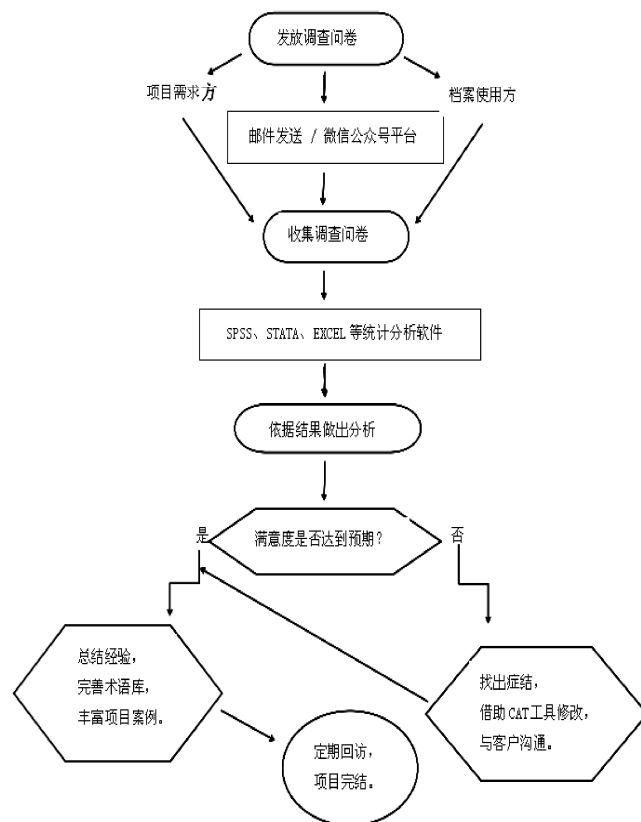 发放调查问卷
项目需求方
档案使用方
邮件发送 / 微信公众号平台
收集调查问卷
SPSS、STATA、EXCEL 等统计分析软件
依据结果做出分析
是
满意度是否达到预期？
否
总结经验，
完善术语库，
丰富项目案例。
找出症结，
借助 CAT 工具修改，
与客户沟通。
定期回访，
项目完结。